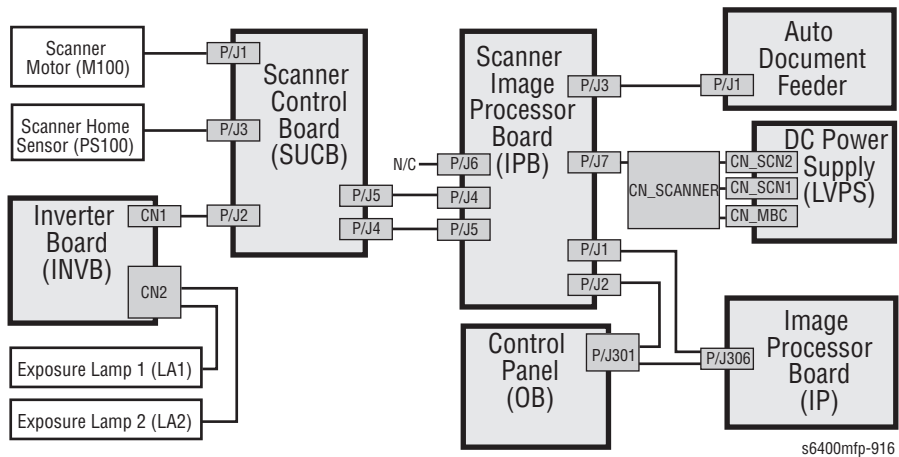 Scanner
Motor (M100)
P/J1
Scanner Home
Sensor (PS100)
P/J3
Inverter
Board
(INVB)
CN1
P/J2
CN2
Exposure Lamp 1 (LA1)
Exposure Lamp 2 (LA2)
Scanner
Control
Board
(SUCB)
P/J5
P/J4
N/C
P/J6
P/J4
P/J5
Scanner
Image
Processor
Board
(IPB)
P/J3
P/J7
P/J1
P/J2
P/J1
Auto
Document
Feeder
CN_SCANNER
CN_SCN2
CN_SCN1
CN_MBC
DC Power
Supply
(LVPS)
Control
Panel
(OB)
P/J301
P/J306
Image
Processor
Board
(IP)
s6400mfp-916